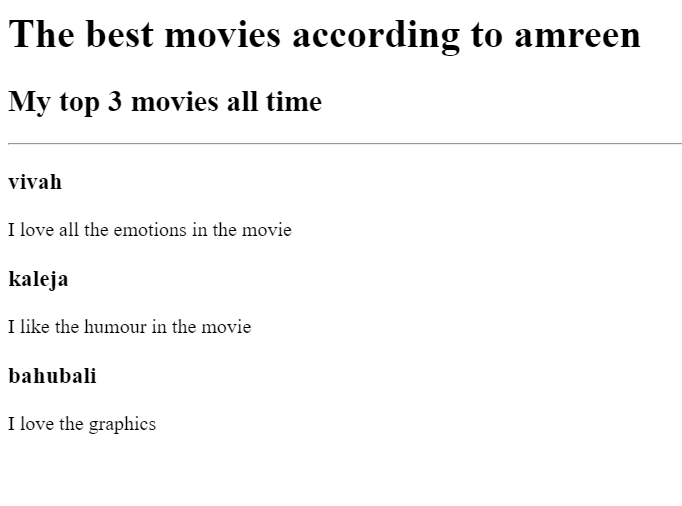 The best movies according to amreen
My top 3 movies all time
vivah
I love all the emotions in the movie
kaleja
I like the humour in the movie
bahubali
I love the graphics